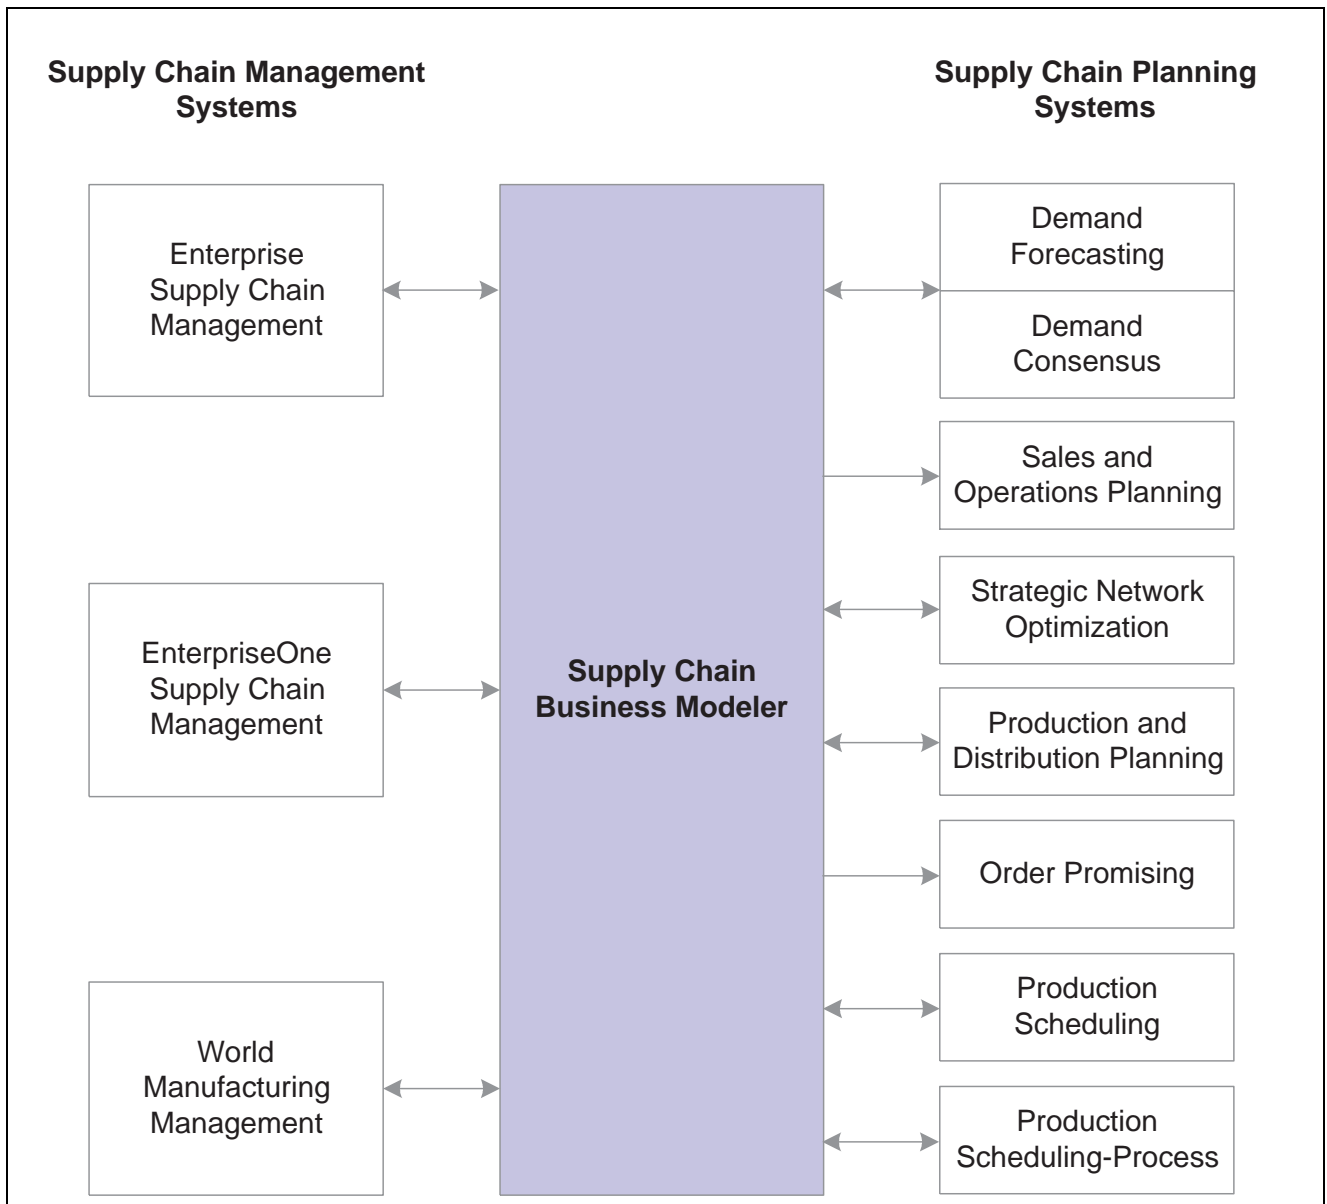 Supply Chain Management
Systems
Supply Chain Planning
Systems
Enterprise
Supply Chain
Management
EnterpriseOne
Supply Chain
Management
World
Manufacturing
Management
Supply Chain
Business Modeler
Demand
Forecasting
Demand
Consensus
Sales and
Operations Planning
Strategic Network
Optimization
Production and
Distribution Planning
Order Promising
Production
Scheduling
Production
Scheduling-Process